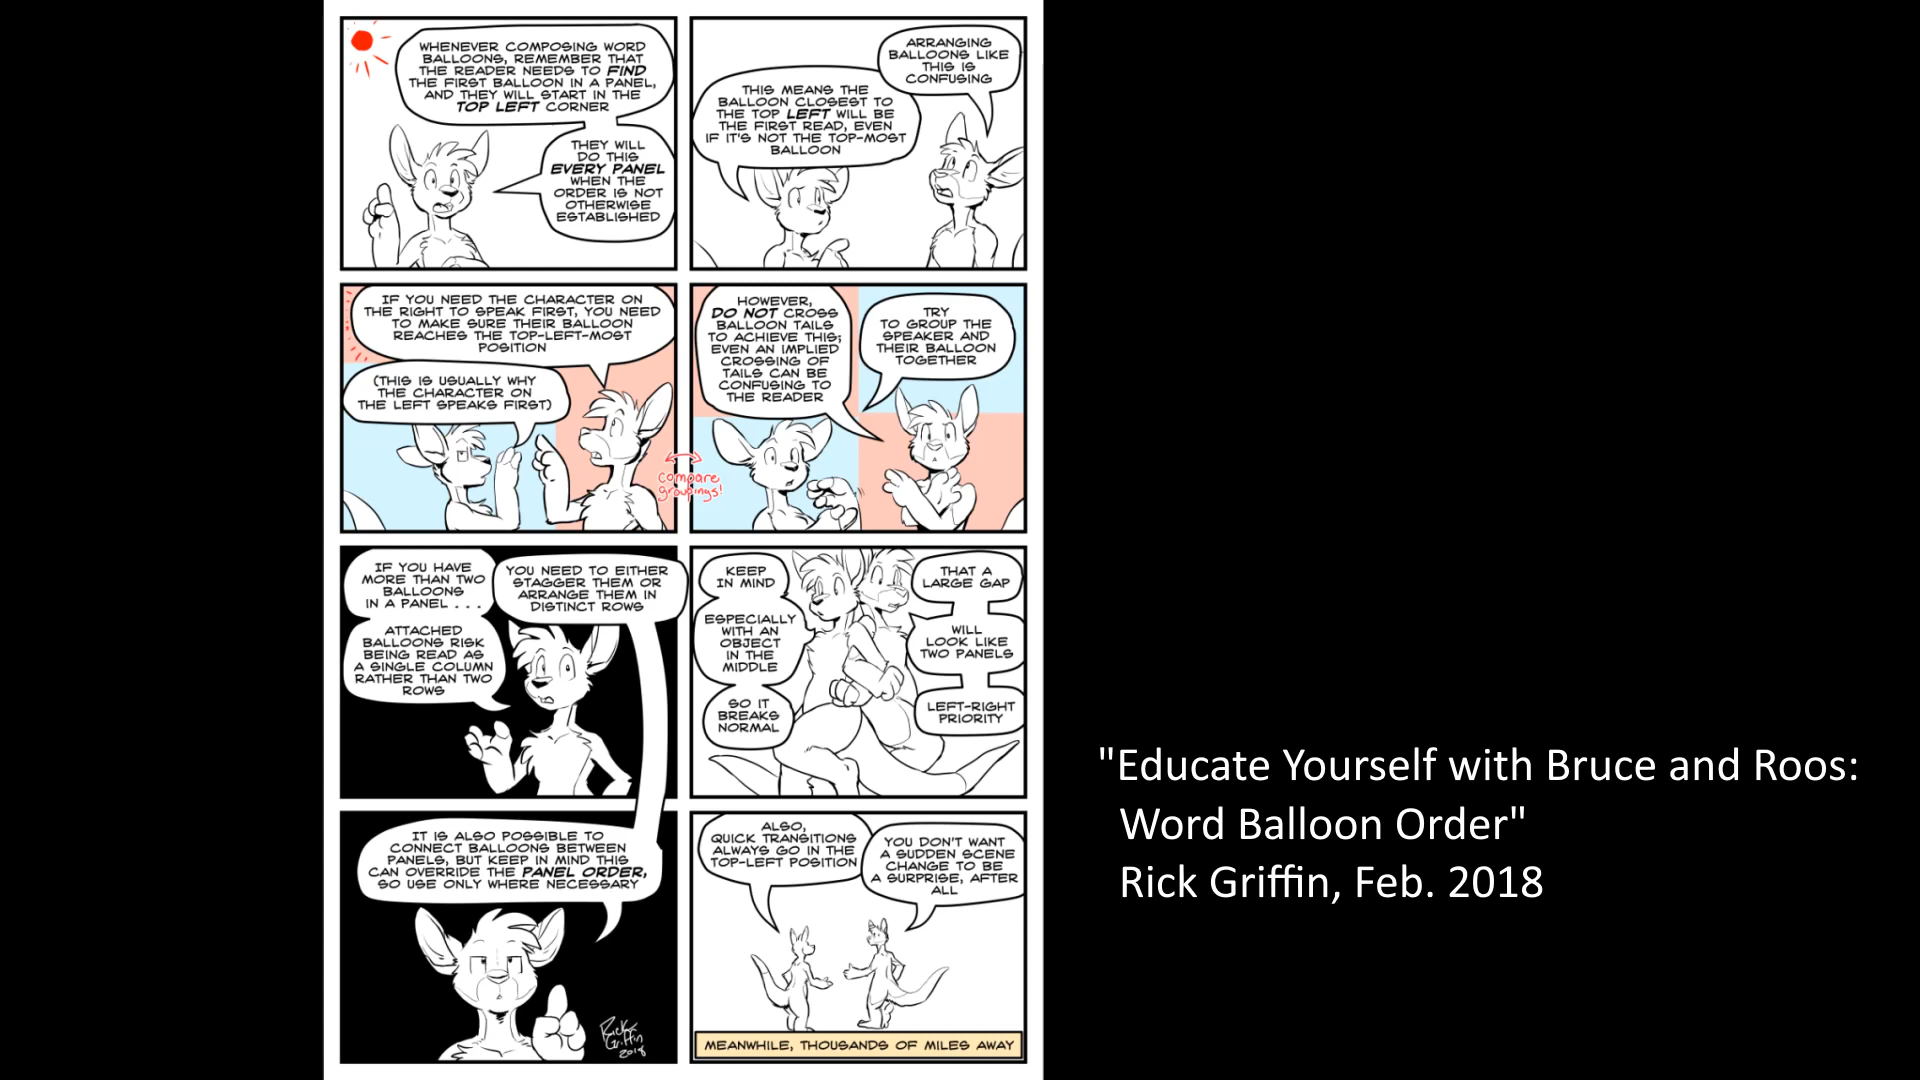 WHENEVER COMPOSING WORD
BALLOONS, REMEMBER THAT
THE READER NEEDS TO FIND
THE FIRST BALLOON IN A PANEL,
AND THEY WILL START IN THE
TOP LEFT CORNER
THEY WILL
DO THIS
EVERY PANEL
WHEN THE
ORDER IS NOT
OTHERWISE
ESTABLISHED
THIS MEANS THE
BALLOON CLOSEST TO
THE TOP LEFT WILL BE
THE FIRST READ, EVEN
IF IT'S NOT THE TOP-MOST
BALLOON
ARRANGING
BALLOONS LIKE
THIS IS
CONFUSING
IF YOU NEED THE CHARACTER ON
THE RIGHT TO SPEAK FIRST, YOU NEED
TO MAKE SURE THEIR BALLOON
REACHES THE TOP-LEFT-MOST
POSITION
(THIS IS USUALLY WHY
THE CHARACTER ON
THE LEFT SPEAKS FIRST)
compare
groupings!
HOWEVER,
DO NOT CROSS
BALLOON TAILS
TO ACHIEVE THIS;
EVEN AN IMPLIED
CROSSING OF
TAILS CAN BE
CONFUSING TO
THE READER
TRY
TO GROUP THE
SPEAKER AND
THEIR BALLOON
TOGETHER
IF YOU HAVE
MORE THAN TWO
BALLOONS
IN A PANEL . . .
ATTACHED
BALLOONS RISK
BEING READ AS
A SINGLE COLUMN
RATHER THAN TWO
ROWS
YOU NEED TO EITHER
STAGGER THEM OR
ARRANGE THEM IN
DISTINCT ROWS
KEEP
IN MIND
ESPECIALLY
WITH AN
OBJECT
IN THE
MIDDLE
SO IT
BREAKS
NORMAL
THAT A
LARGE GAP
WILL
LOOK LIKE
TWO PANELS
LEFT-RIGHT
PRIORITY
IT IS ALSO POSSIBLE TO
CONNECT BALLOONS BETWEEN
PANELS, BUT KEEP IN MIND THIS
CAN OVERRIDE THE PANEL ORDER,
SO USE ONLY WHERE NECESSARY
Rick
Griffin
2018
ALSO,
QUICK TRANSITIONS
ALWAYS GO IN THE
TOP-LEFT POSITION
YOU DON'T WANT
A SUDDEN SCENE
CHANGE TO BE
A SURPRISE, AFTER
ALL
MEANWHILE, THOUSANDS OF MILES AWAY
"Educate Yourself with Bruce and Roos:
Word Balloon Order"
Rick Griffin, Feb. 2018